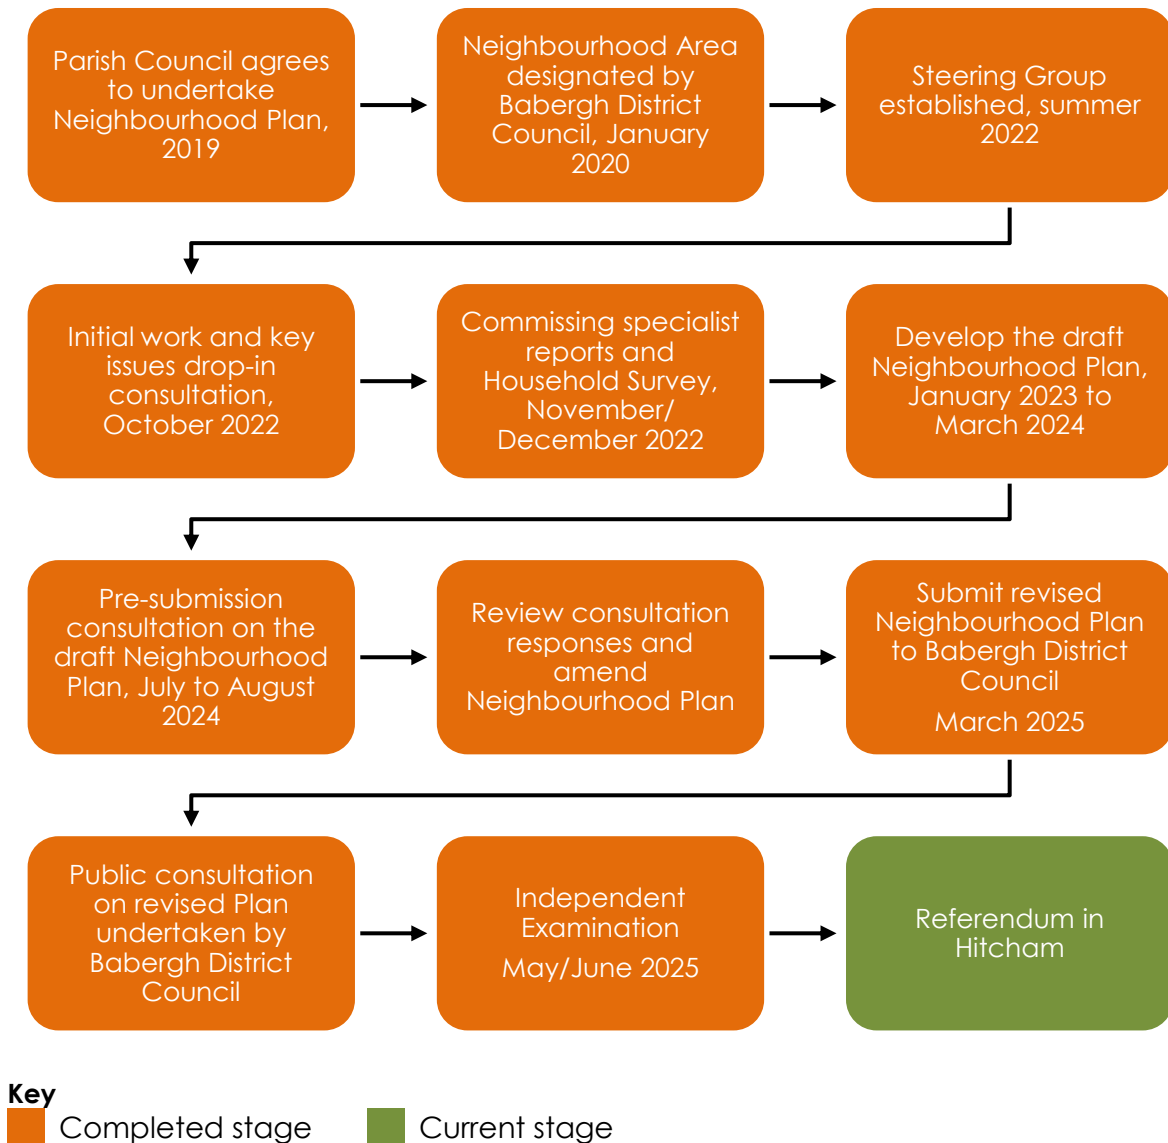 Parish Council agrees
to undertake
Neighbourhood Plan,
2019
Neighbourhood Area
designated by
Babergh District
Council, January
2020
Steering Group
established, summer
2022
Initial work and key
issues drop-in
consultation,
October 2022
Commissing specialist
reports and
Household Survey,
November/
December 2022
Develop the draft
Neighbourhood Plan,
January 2023 to
March 2024
Pre-submission
consultation on the
draft Neighbourhood
Plan, July to August
2024
Review consultation
responses and
amend
Neighbourhood Plan
Submit revised
Neighbourhood Plan
to Babergh District
Council
March 2025
Public consultation
on revised Plan
undertaken by
Babergh District
Council
Independent
Examination
May/June 2025
Referendum in
Hitcham
Key
Completed stage
Current stage